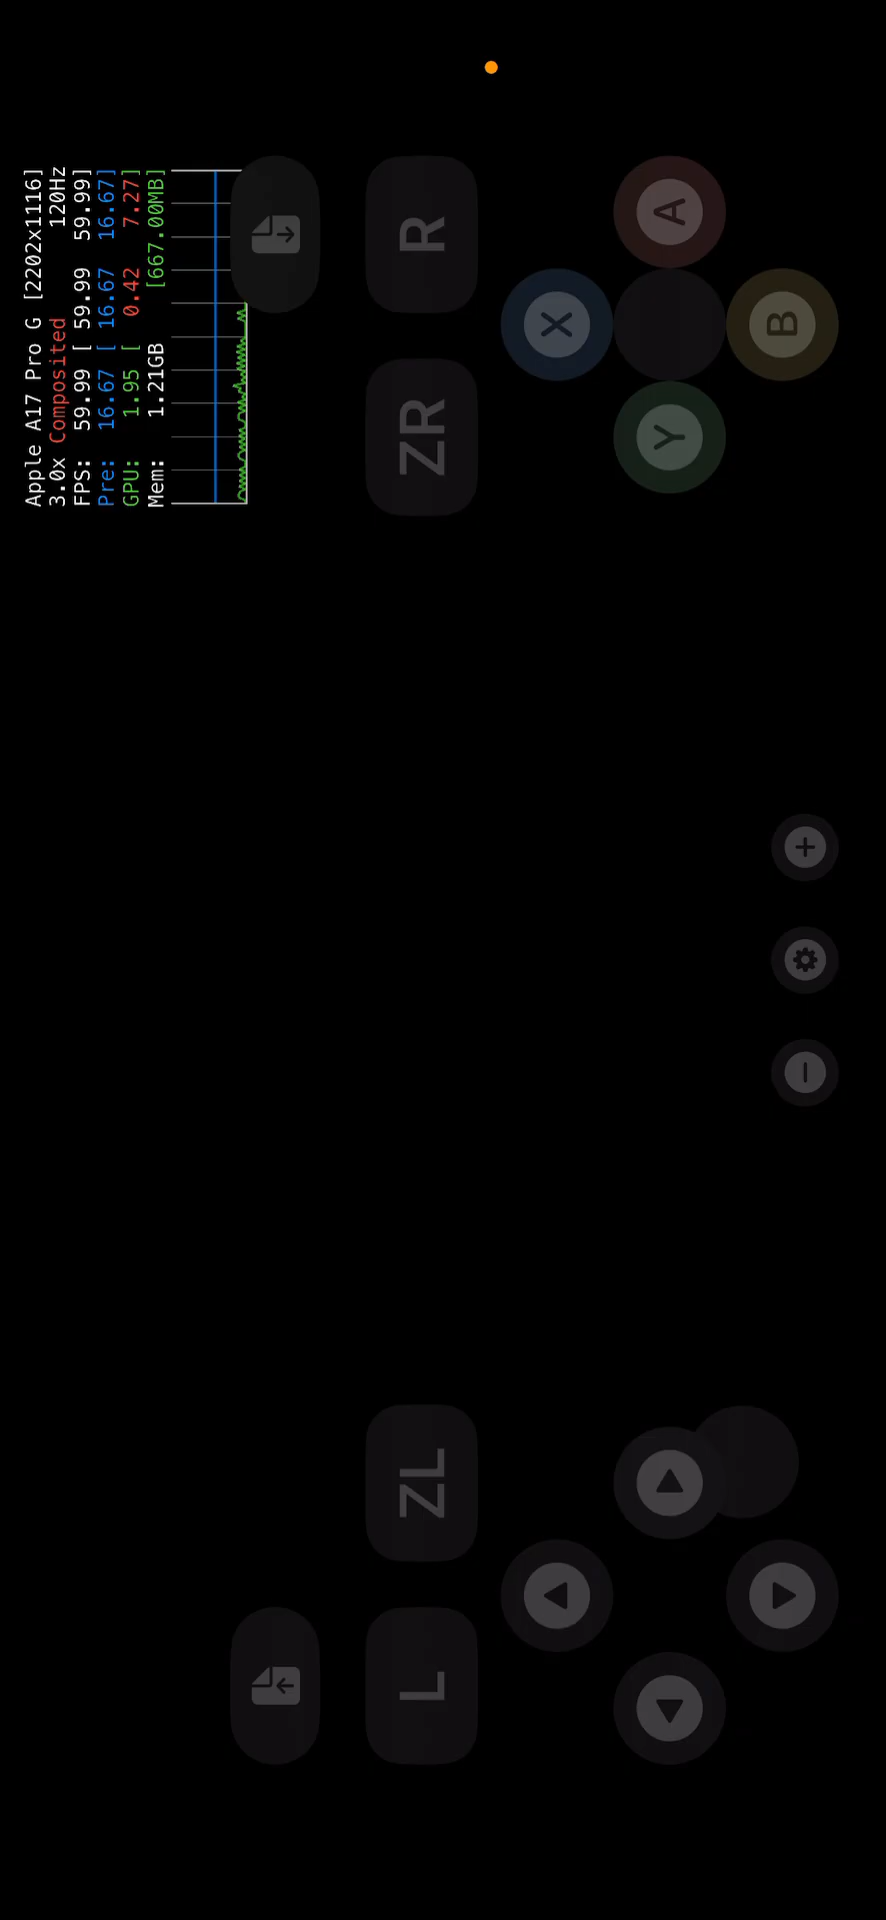 Apple A17 Pro G [2202x1116]
3.0x Composited 120Hz
FPS: 59.99 [ 59.99 59.99]
Pre: 16.67 [ 16.67 16.67]
GPU: 1.95 [ 0.42 7.27]
Mem: 1.21GB [667.00MB]
R
ZR
A
X
B
Y
ZL
L